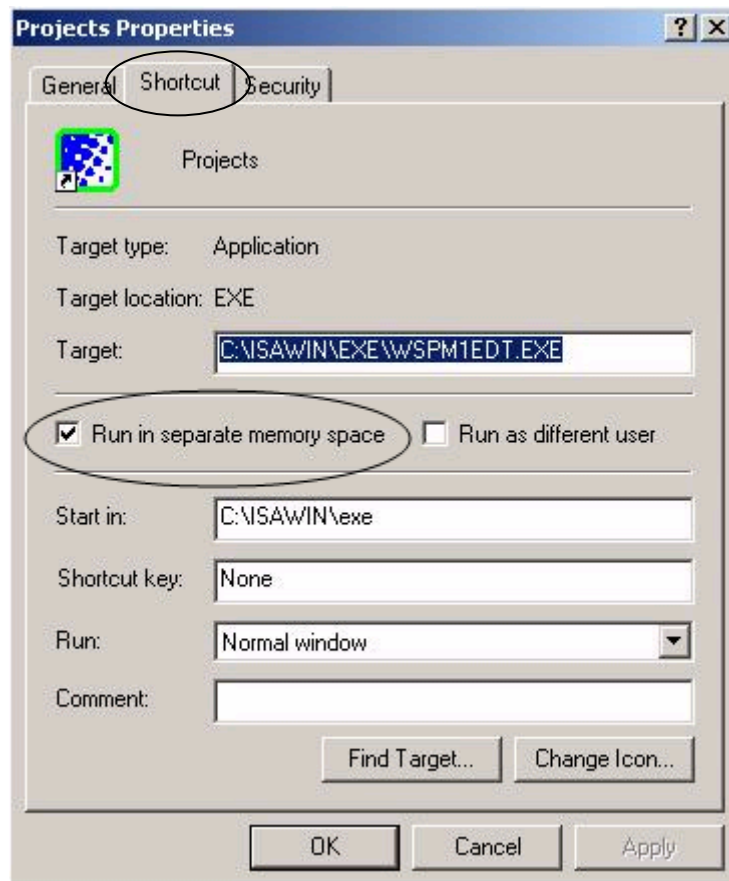 Projects Properties
General Shortcut Security
Projects
Target type: Application
Target location: EXE
Target: C:\ISAWIN\EXE\WSPM1EDT.EXE
Run in separate memory space Run as different user
Start in: C:\ISAWIN\exe
Shortcut key: None
Run: Normal window
Comment:
Find Target... Change Icon...
OK Cancel Apply